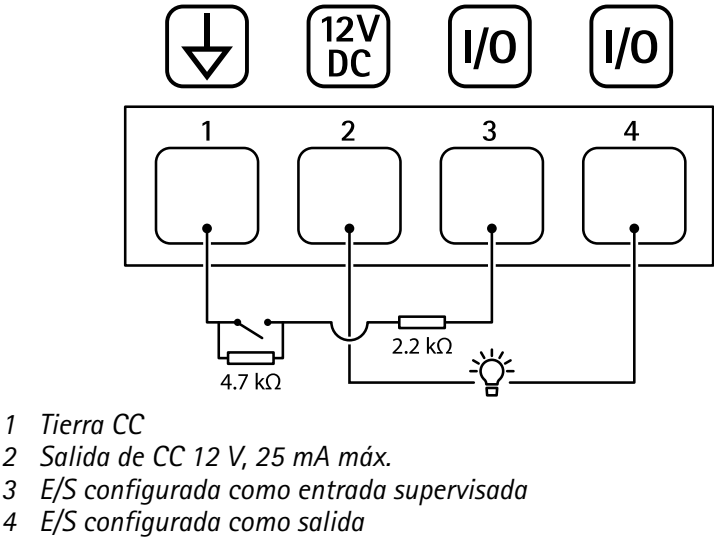 12V
DC
I/O
I/O
1
2
3
4
2.2 kΩ
4.7 kΩ
1 Tierra CC
2 Salida de CC 12 V, 25 mA máx.
3 E/S configurada como entrada supervisada
4 E/S configurada como salida